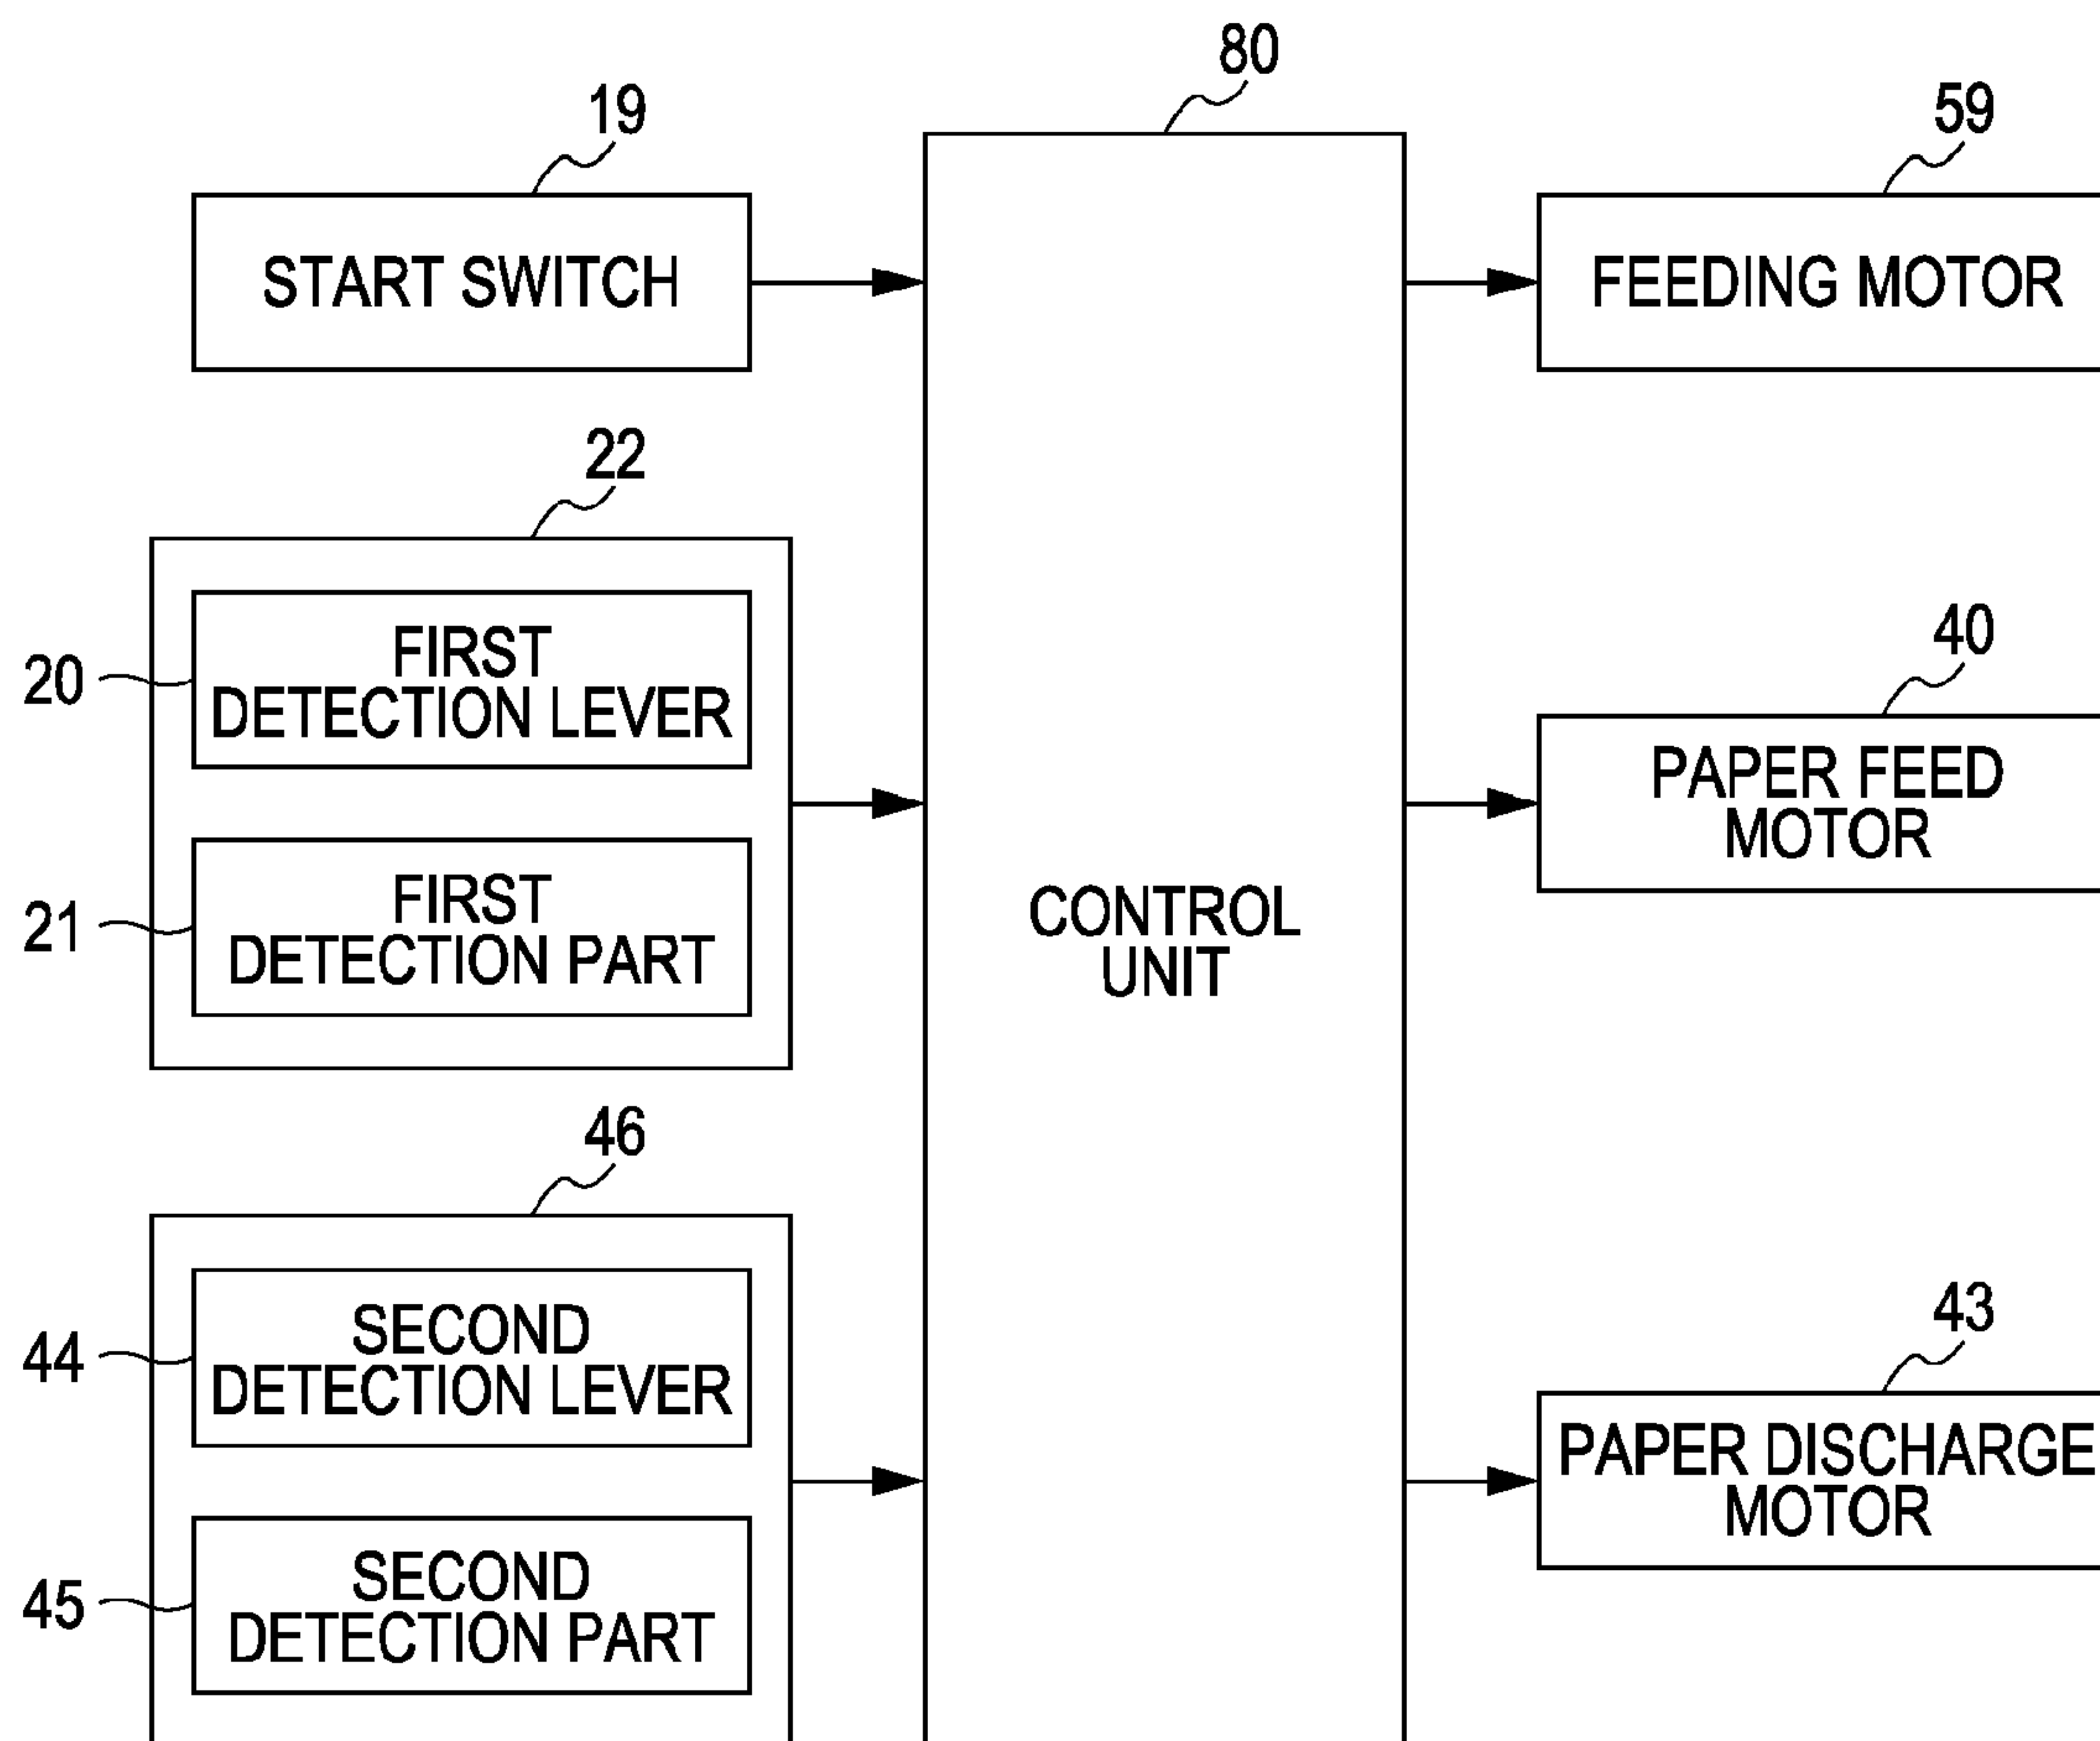 80
19
59
START SWITCH
FEEDING MOTOR
22
20
FIRST
DETECTION LEVER
40
PAPER FEED
MOTOR
21
FIRST
DETECTION PART
CONTROL
UNIT
46
44
SECOND
DETECTION LEVER
43
PAPER DISCHARGE
MOTOR
45
SECOND
DETECTION PART